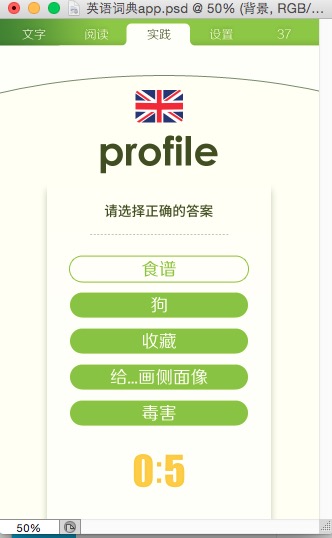 英语词典app.psd @ 50% (背景, RGB/...
文字 阅读 实践 设置 37
profile
请选择正确的答案
食谱
狗
收藏
给...画侧面像
毒害
0:5
50%